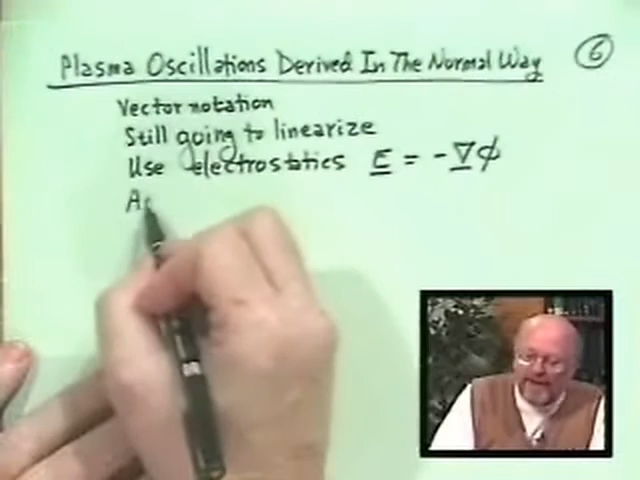 Plasma Oscillations Derived In The Normal Way 6
Vector notation
Still going to linearize
Use electrostatics E = -∇ϕ